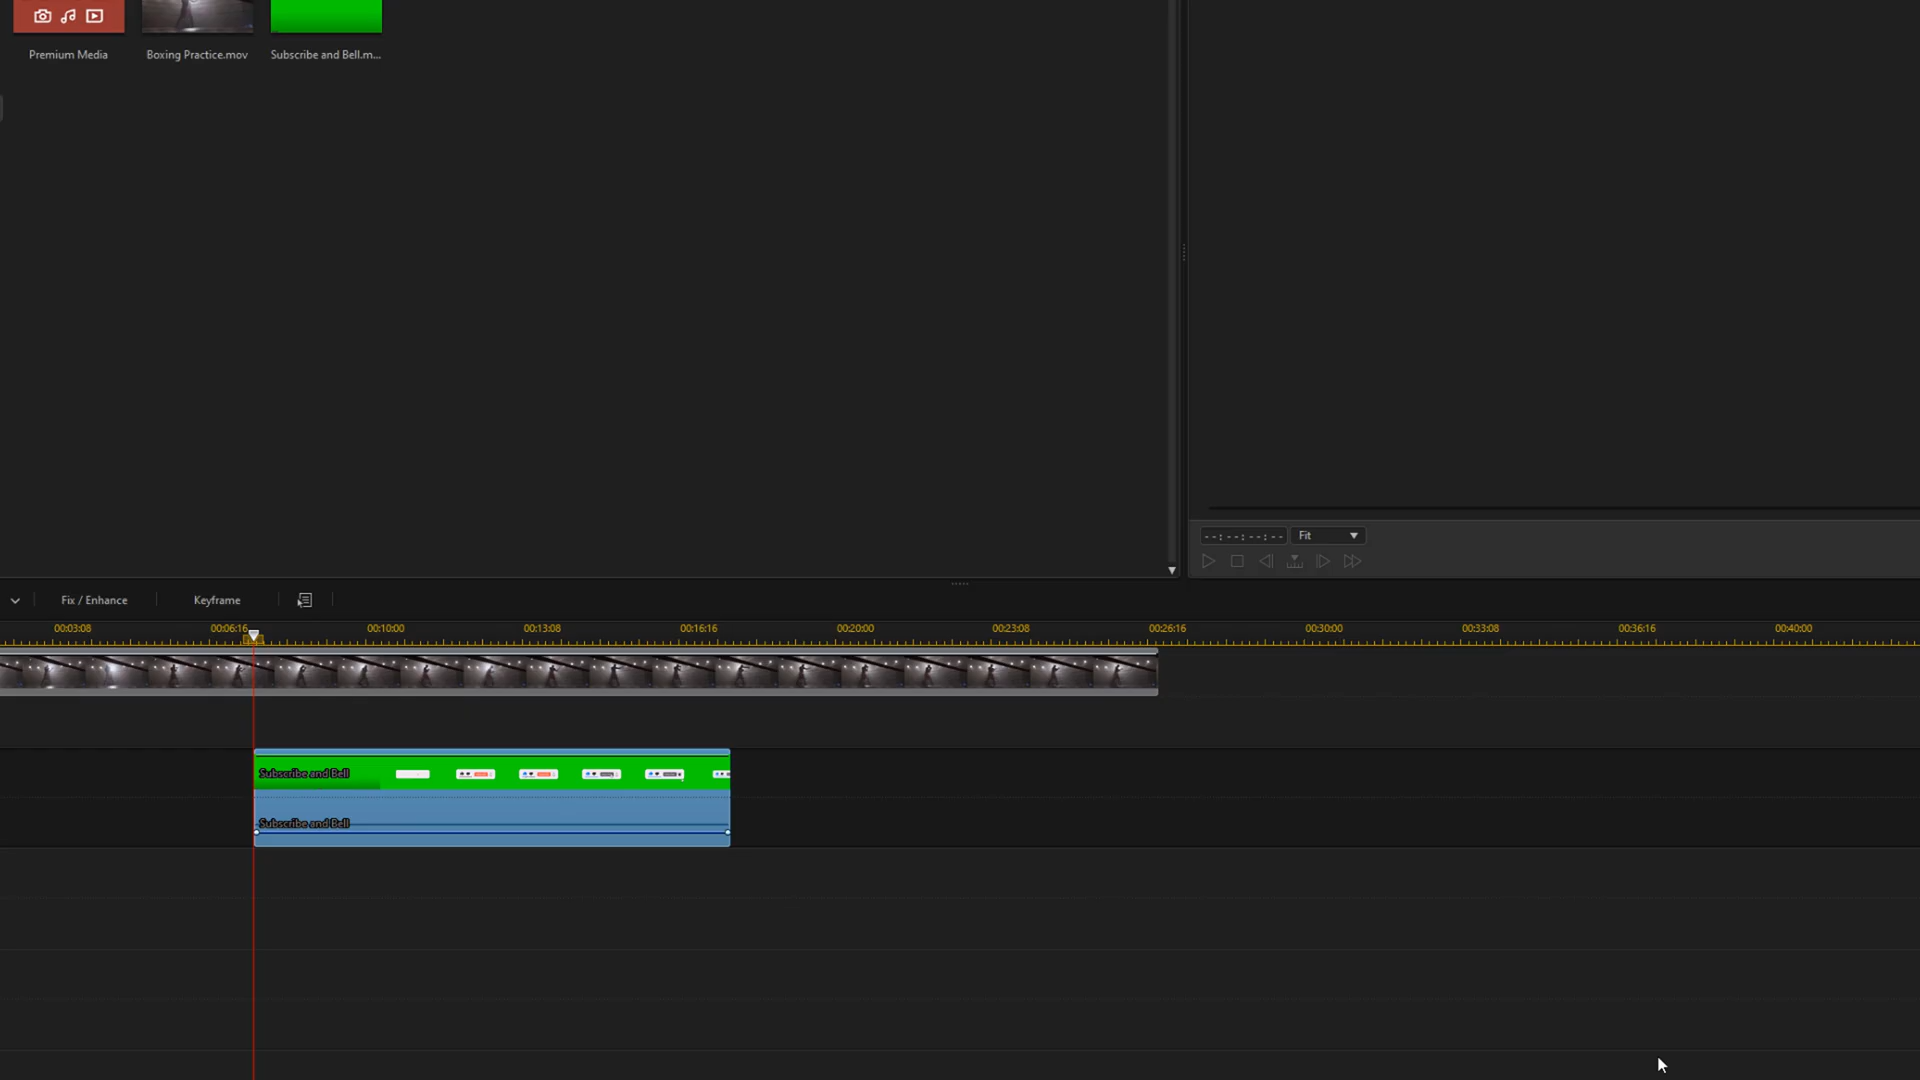 Premium Media
Boxing Practice.mov
Subscribe and Bell.m...
--:--:--:--
Fit
Fix / Enhance
Keyframe
00:03:08
00:06:16
00:10:00
00:13:08
00:16:16
00:20:00
00:23:08
00:26:16
00:30:00
00:33:08
00:36:16
00:40:00
Subscribe and Bell
Subscribe and Bell